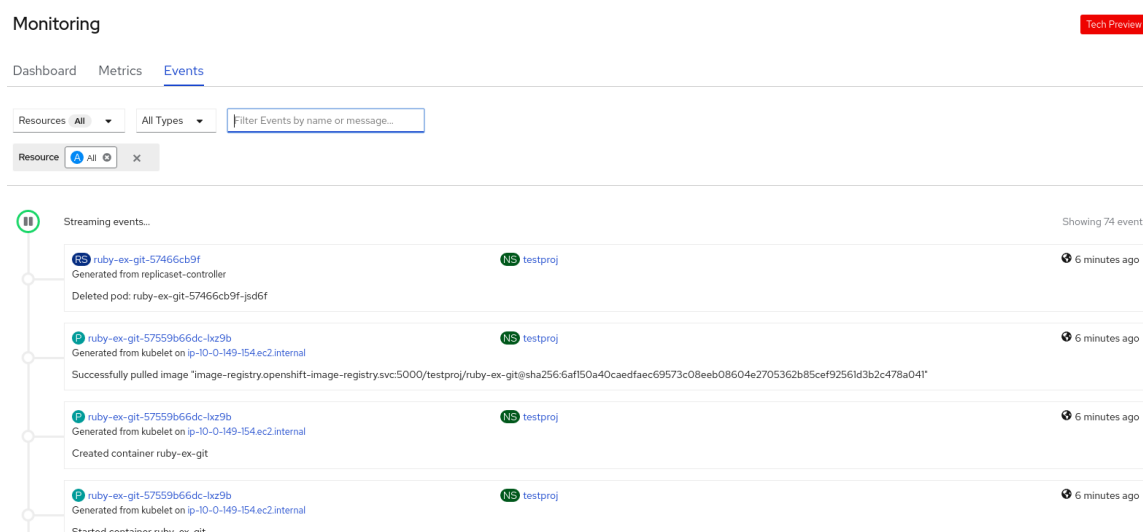 Monitoring
Tech Preview
Dashboard Metrics Events
Resources All All Types Filter Events by name or message...
Resource A All
Streaming events... Showing 74 event
RS ruby-ex-git-57466cb9f NS testproj 6 minutes ago
Generated from replicaset-controller
Deleted pod: ruby-ex-git-57466cb9f-jsd6f
P ruby-ex-git-57559b66dc-lxz9b NS testproj 6 minutes ago
Generated from kubelet on ip-10-0-149-154.ec2.internal
Successfully pulled image "image-registry.openshift-image-registry.svc:5000/testproj/ruby-ex-git@sha256:6af150a40caedfaec69573c08eeb08604e2705362b85cef92561d3b2c478a041"
P ruby-ex-git-57559b66dc-lxz9b NS testproj 6 minutes ago
Generated from kubelet on ip-10-0-149-154.ec2.internal
Created container ruby-ex-git
P ruby-ex-git-57559b66dc-lxz9b NS testproj 6 minutes ago
Generated from kubelet on ip-10-0-149-154.ec2.internal
Started container ruby-ex-git